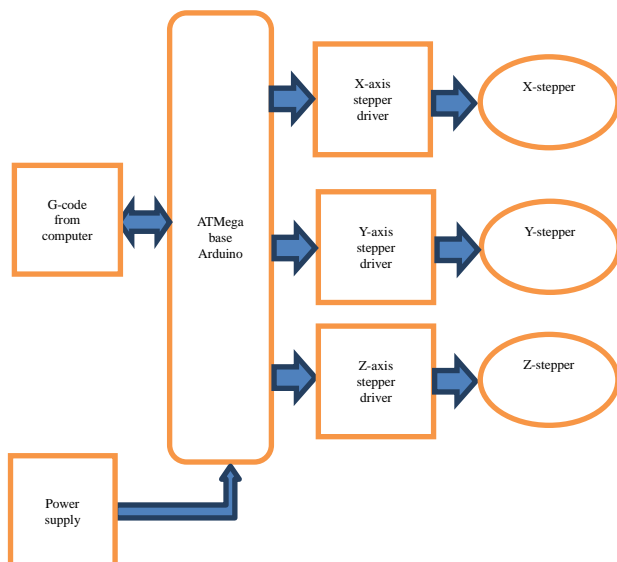 G-code
from
computer
ATMega
base
Arduino
X-axis
stepper
driver
X-stepper
Y-axis
stepper
driver
Y-stepper
Z-axis
stepper
driver
Z-stepper
Power
supply